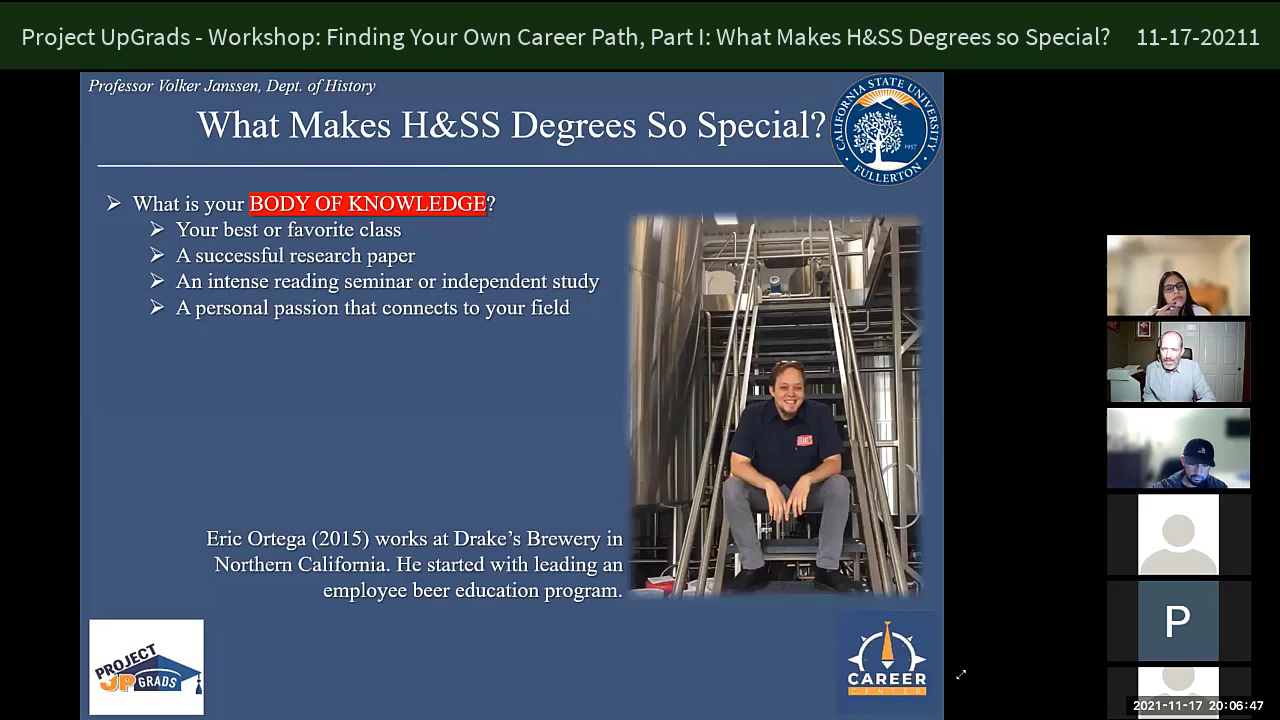 Project UpGrads - Workshop: Finding Your Own Career Path, Part I: What Makes H&SS Degrees so Special? 11-17-20211
Professor Volker Janssen, Dept. of History
What Makes H&SS Degrees So Special?
CALIFORNIA STATE UNIVERSITY
1957
FULLERTON
➢ What is your BODY OF KNOWLEDGE?
➢ Your best or favorite class
➢ A successful research paper
➢ An intense reading seminar or independent study
➢ A personal passion that connects to your field
Eric Ortega (2015) works at Drake’s Brewery in
Northern California. He started with leading an
employee beer education program.
PROJECT
UPGRADS
CAREER
CENTER
P
2021-11-17 20:06:47